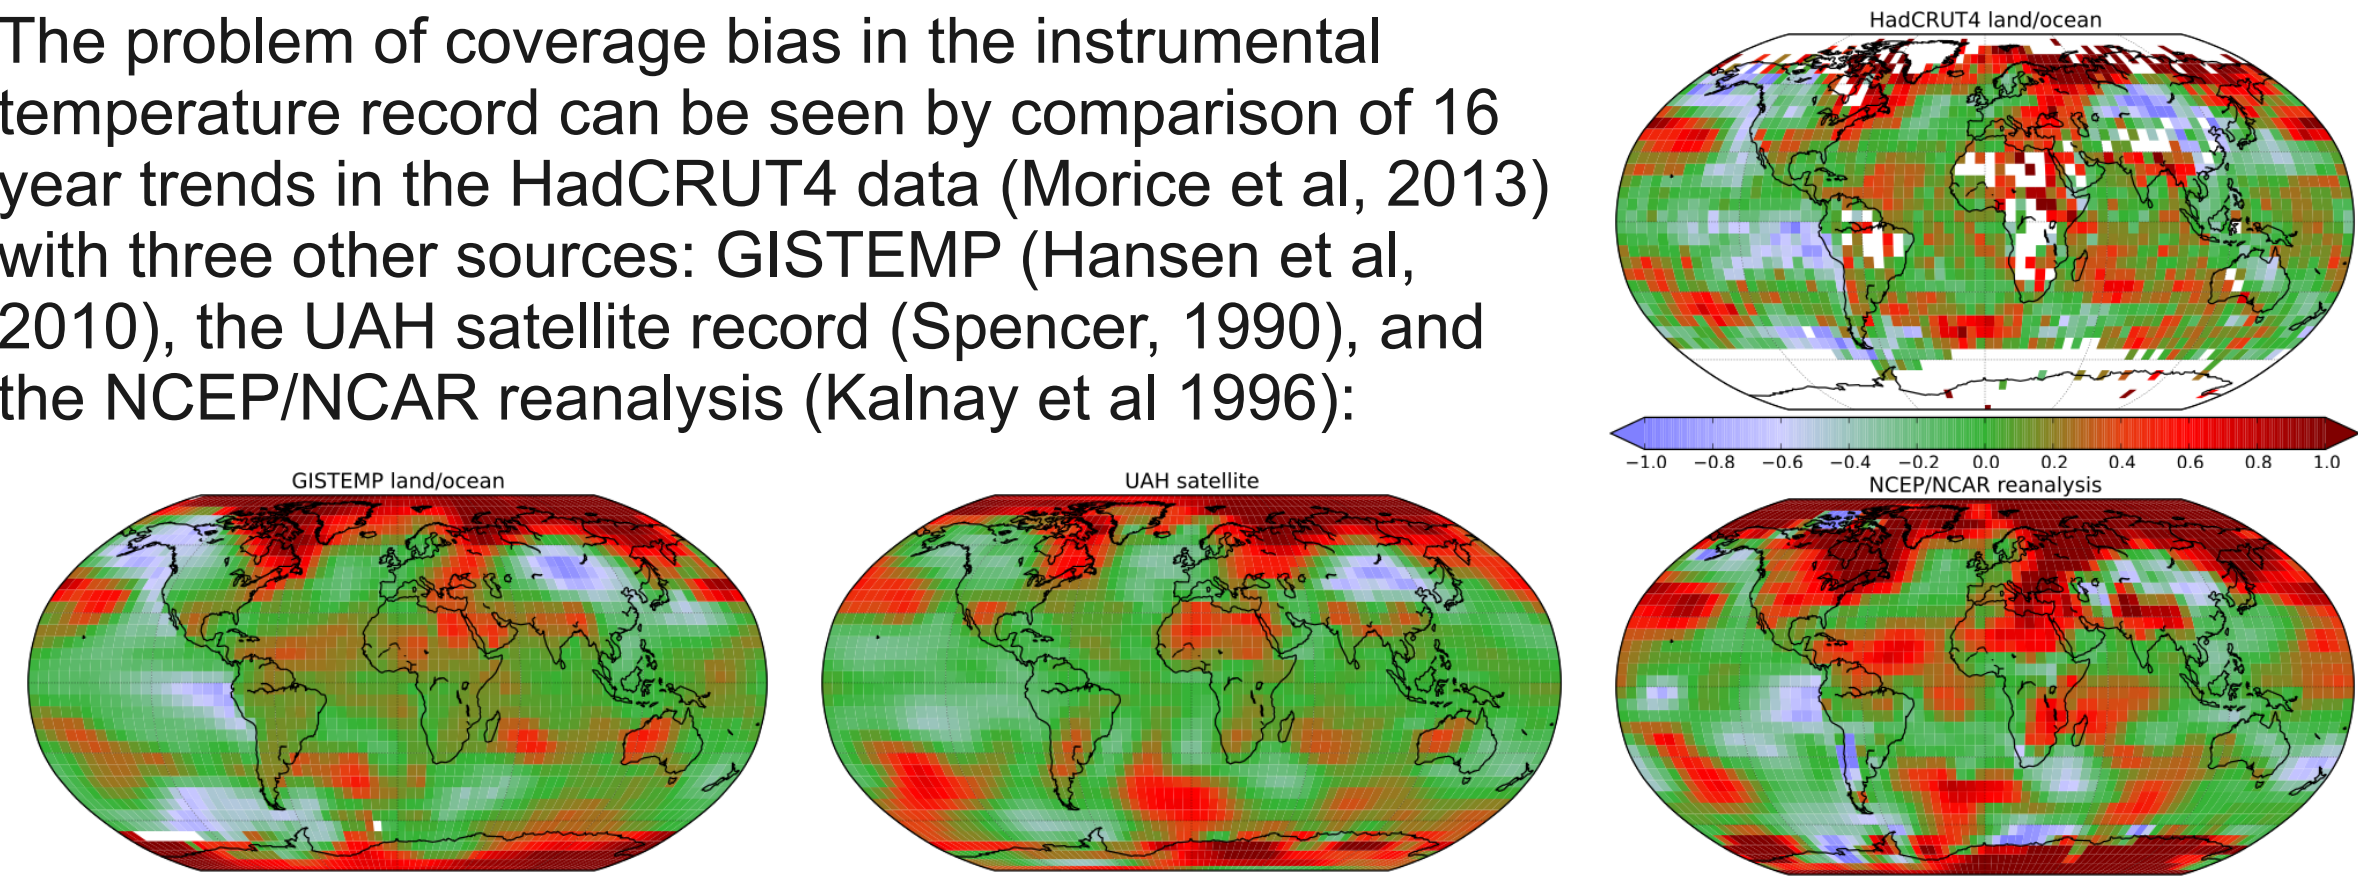 The problem of coverage bias in the instrumental
temperature record can be seen by comparison of 16
year trends in the HadCRUT4 data (Morice et al, 2013)
with three other sources: GISTEMP (Hansen et al,
2010), the UAH satellite record (Spencer, 1990), and
the NCEP/NCAR reanalysis (Kalnay et al 1996):
HadCRUT4 land/ocean
−1.0 −0.8 −0.6 −0.4 −0.2 0.0 0.2 0.4 0.6 0.8 1.0
GISTEMP land/ocean
UAH satellite
NCEP/NCAR reanalysis